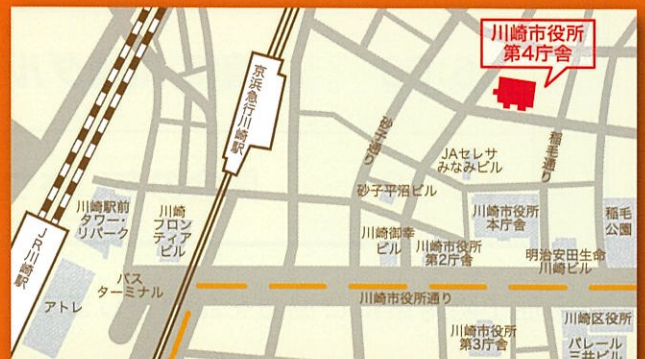 川崎市役所
第4庁舎
京浜急行川崎駅
砂子通り
稲毛通り
JAセレサ
みなみビル
砂子平沼ビル
川崎駅前
タワー・
リパーク
川崎
フロン
ティア
ビル
川崎御幸
ビル
川崎市役所
第2庁舎
川崎市役所
本庁舎
稲毛
公園
明治安田生命
川崎ビル
JR川崎駅
アトレ
バス
ターミナル
川崎市役所通り
川崎市役所
第3庁舎
川崎区役所
パレール
三井ビル